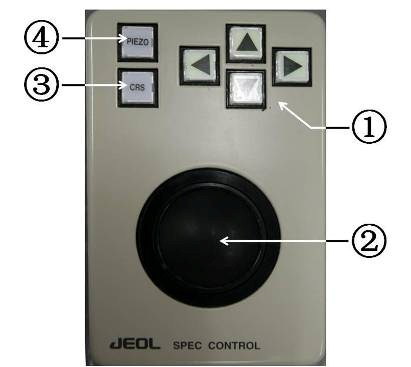 ④ PIEZO
③ CRS
①
②
JEOL SPEC CONTROL